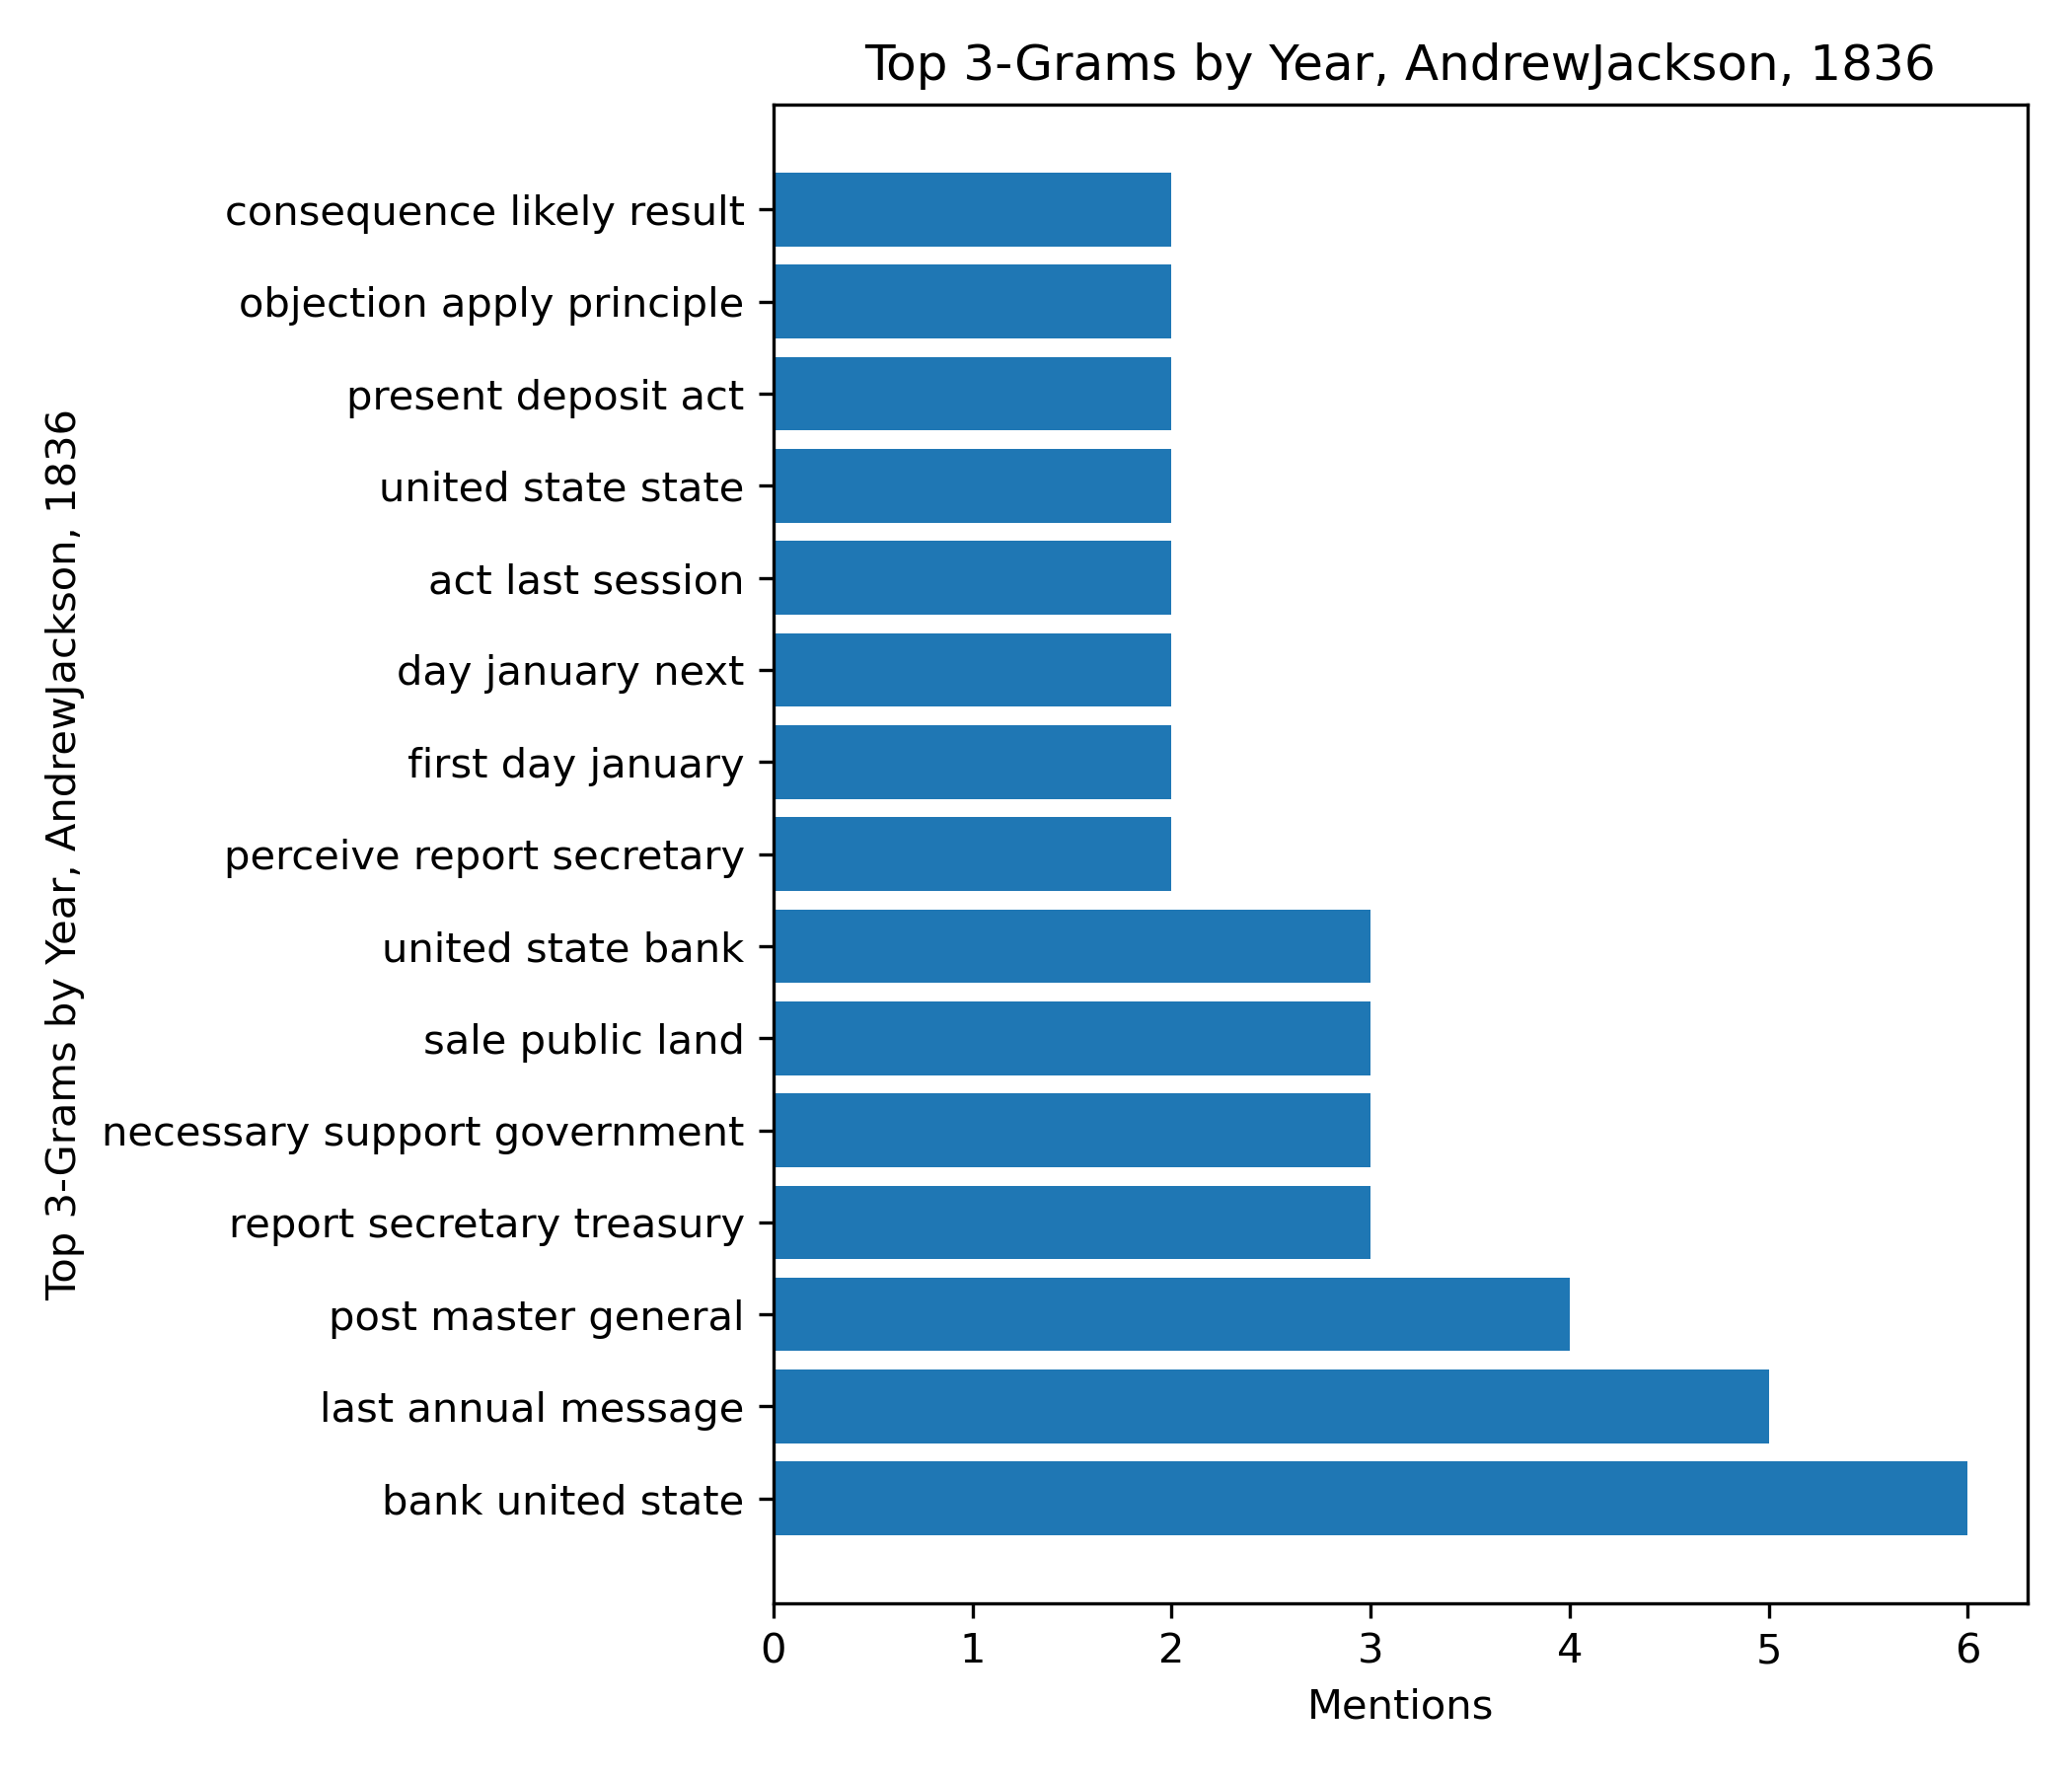 Top 3-Grams by Year, AndrewJackson, 1836
Top 3-Grams by Year, AndrewJackson, 1836
consequence likely result
objection apply principle
present deposit act
united state state
act last session
day january next
first day january
perceive report secretary
united state bank
sale public land
necessary support government
report secretary treasury
post master general
last annual message
bank united state
0 1 2 3 4 5 6
Mentions